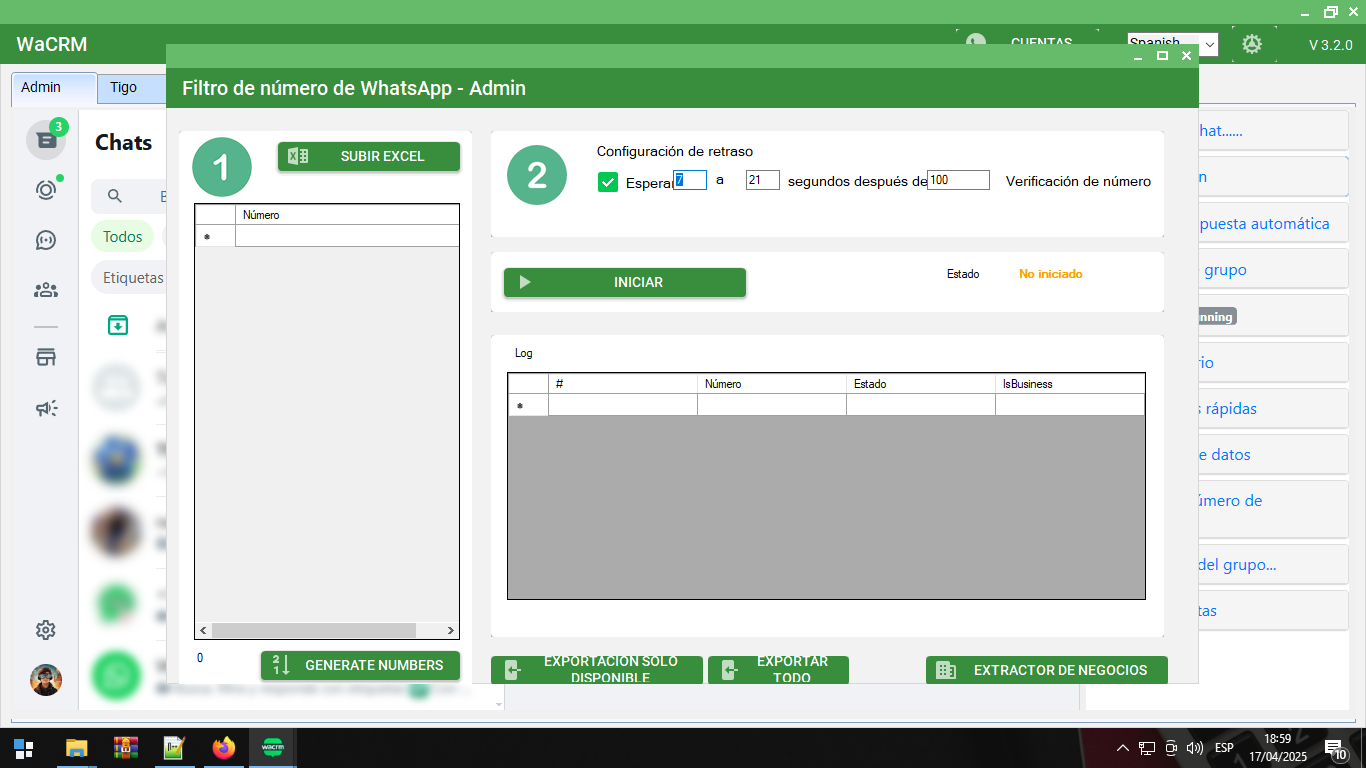 WaCRM
CUENTAS
Spanish
V 3.2.0
Admin
Tigo
Filtro de número de WhatsApp - Admin
3
Chats
Todos
Etiquetas
1
SUBIR EXCEL
Número
0
GENERATE NUMBERS
2
Configuración de retraso
Esperar 7 a 21 segundos después de 100 Verificación de número
INICIAR
Estado
No iniciado
Log
# Número Estado IsBusiness
EXPORTACIÓN SOLO
DISPONIBLE
EXPORTAR
TODO
EXTRACTOR DE NEGOCIOS
hat......
n
puesta automática
grupo
nning
rio
s rápidas
e datos
úmero de
del grupo...
tas
wacrm
ESP
18:59
17/04/2025
10